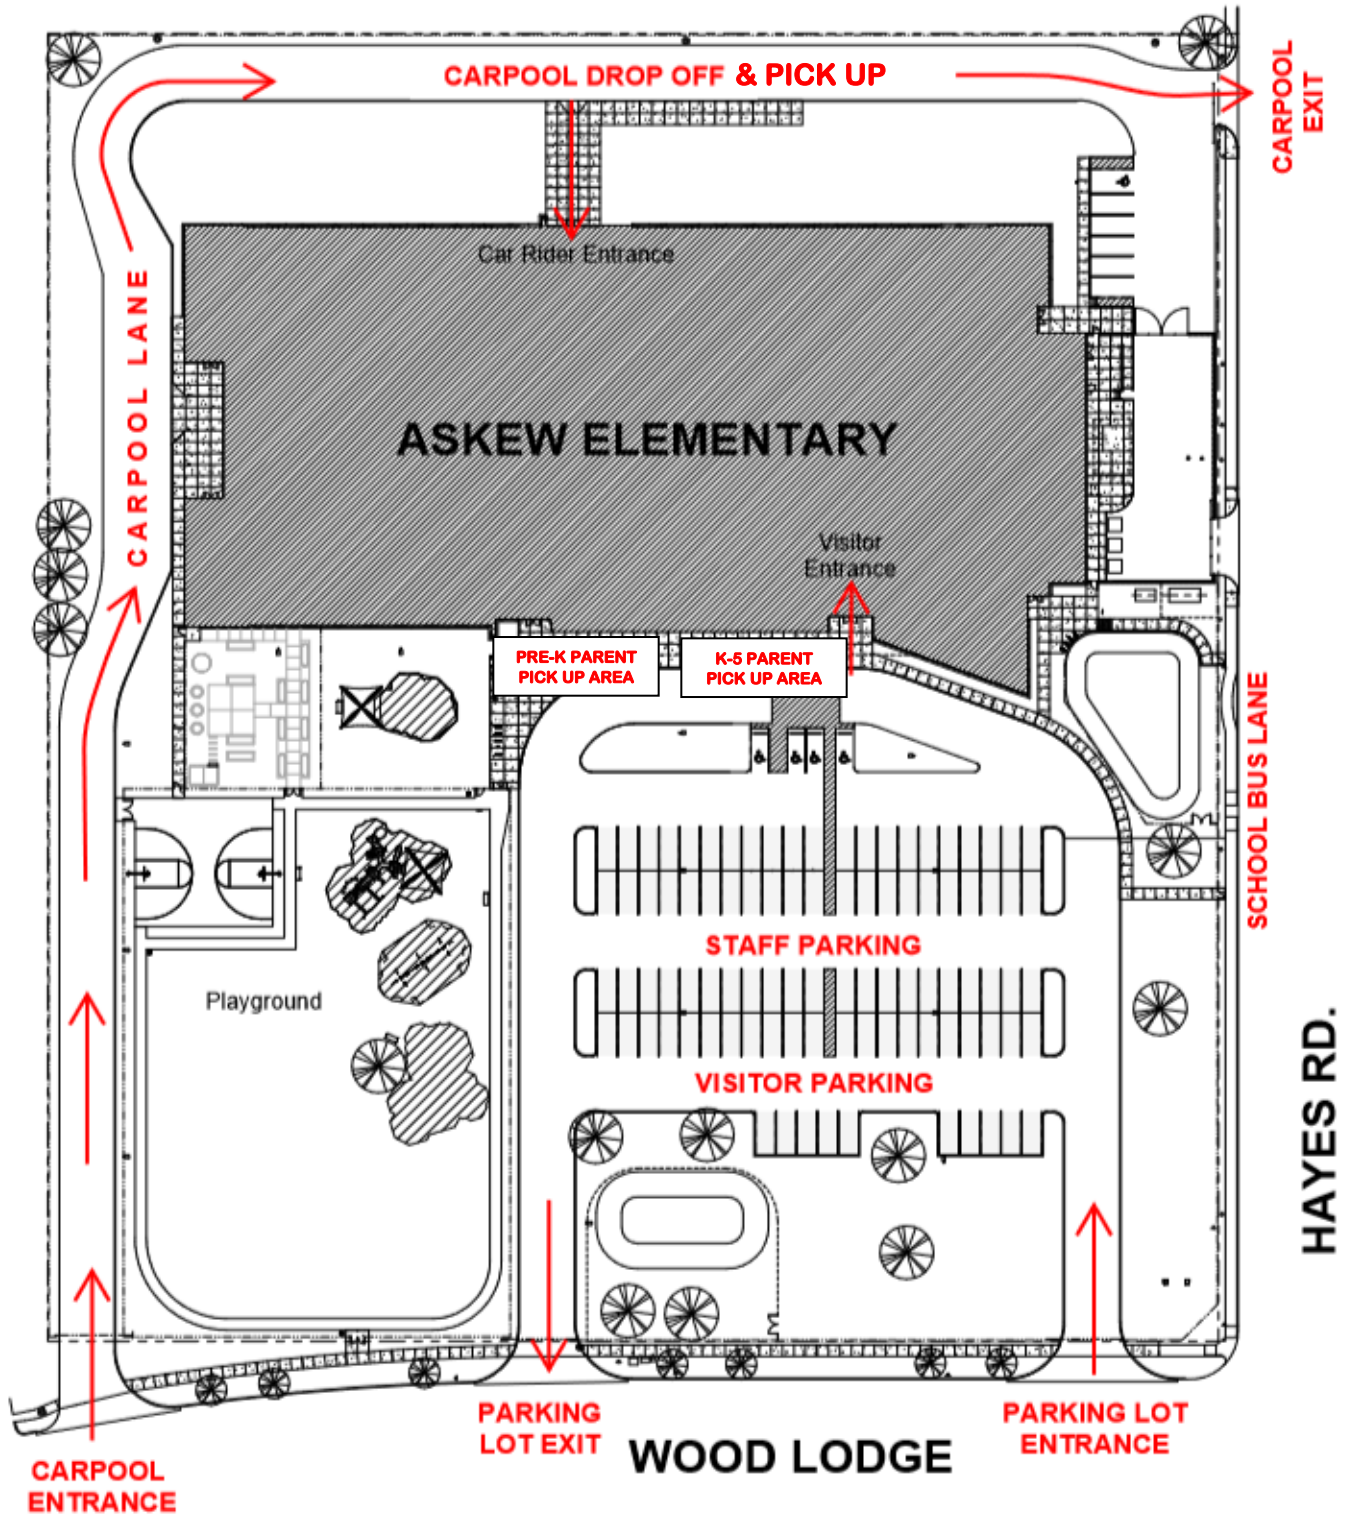 CARPOOL DROP OFF & PICK UP
CARPOOL
EXIT
Car Rider Entrance
CARPOOL LANE
ASKEW ELEMENTARY
Visitor
Entrance
PRE-K PARENT
PICK UP AREA
K-5 PARENT
PICK UP AREA
SCHOOL BUS LANE
STAFF PARKING
Playground
VISITOR PARKING
HAYES RD.
PARKING
LOT EXIT
WOOD LODGE
PARKING LOT
ENTRANCE
CARPOOL
ENTRANCE